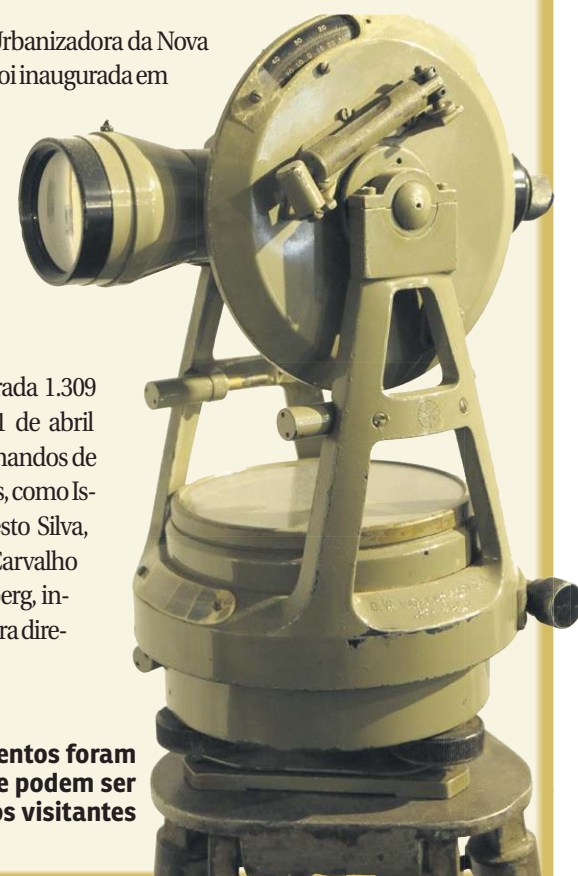 Urbanizadora da Nova
oi inaugurada em
rada 1.309
1 de abril
mandos de
s, como Is-
esto Silva,
Carvalho
berg, in-
ra dire-
entos foram
e podem ser
os visitantes